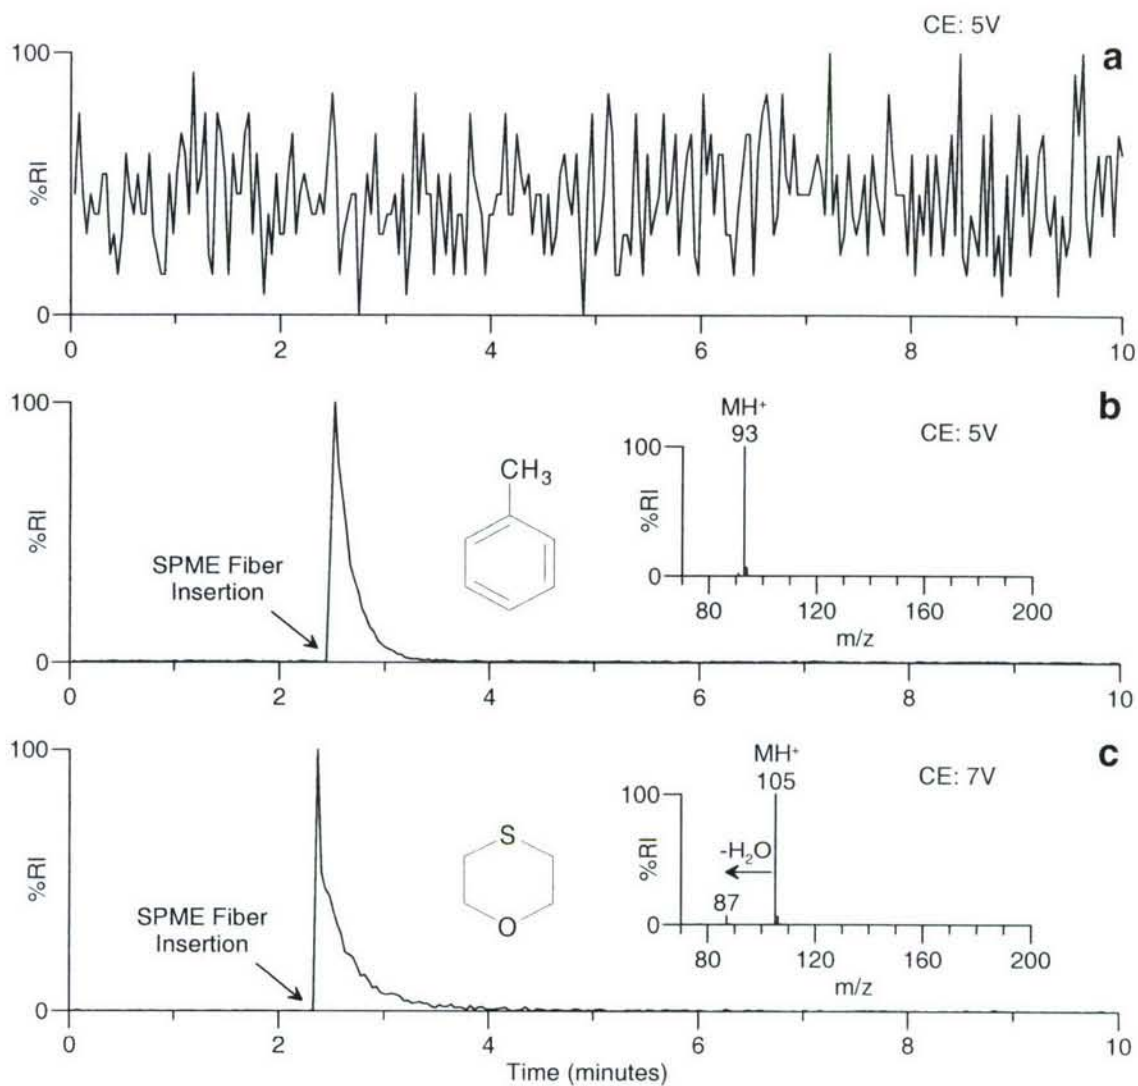 CE: 5V
a
100
%RI
0
0 2 4 6 8 10
b
100
%RI
0
SPME Fiber
Insertion
CH₃
MH⁺
93
CE: 5V
100
%RI
0
80 120 160 200
m/z
0 2 4 6 8 10
c
100
%RI
0
SPME Fiber
Insertion
S
O
MH⁺
105
CE: 7V
100
%RI
-H₂O
87
0
80 120 160 200
m/z
0 2 4 6 8 10
Time (minutes)